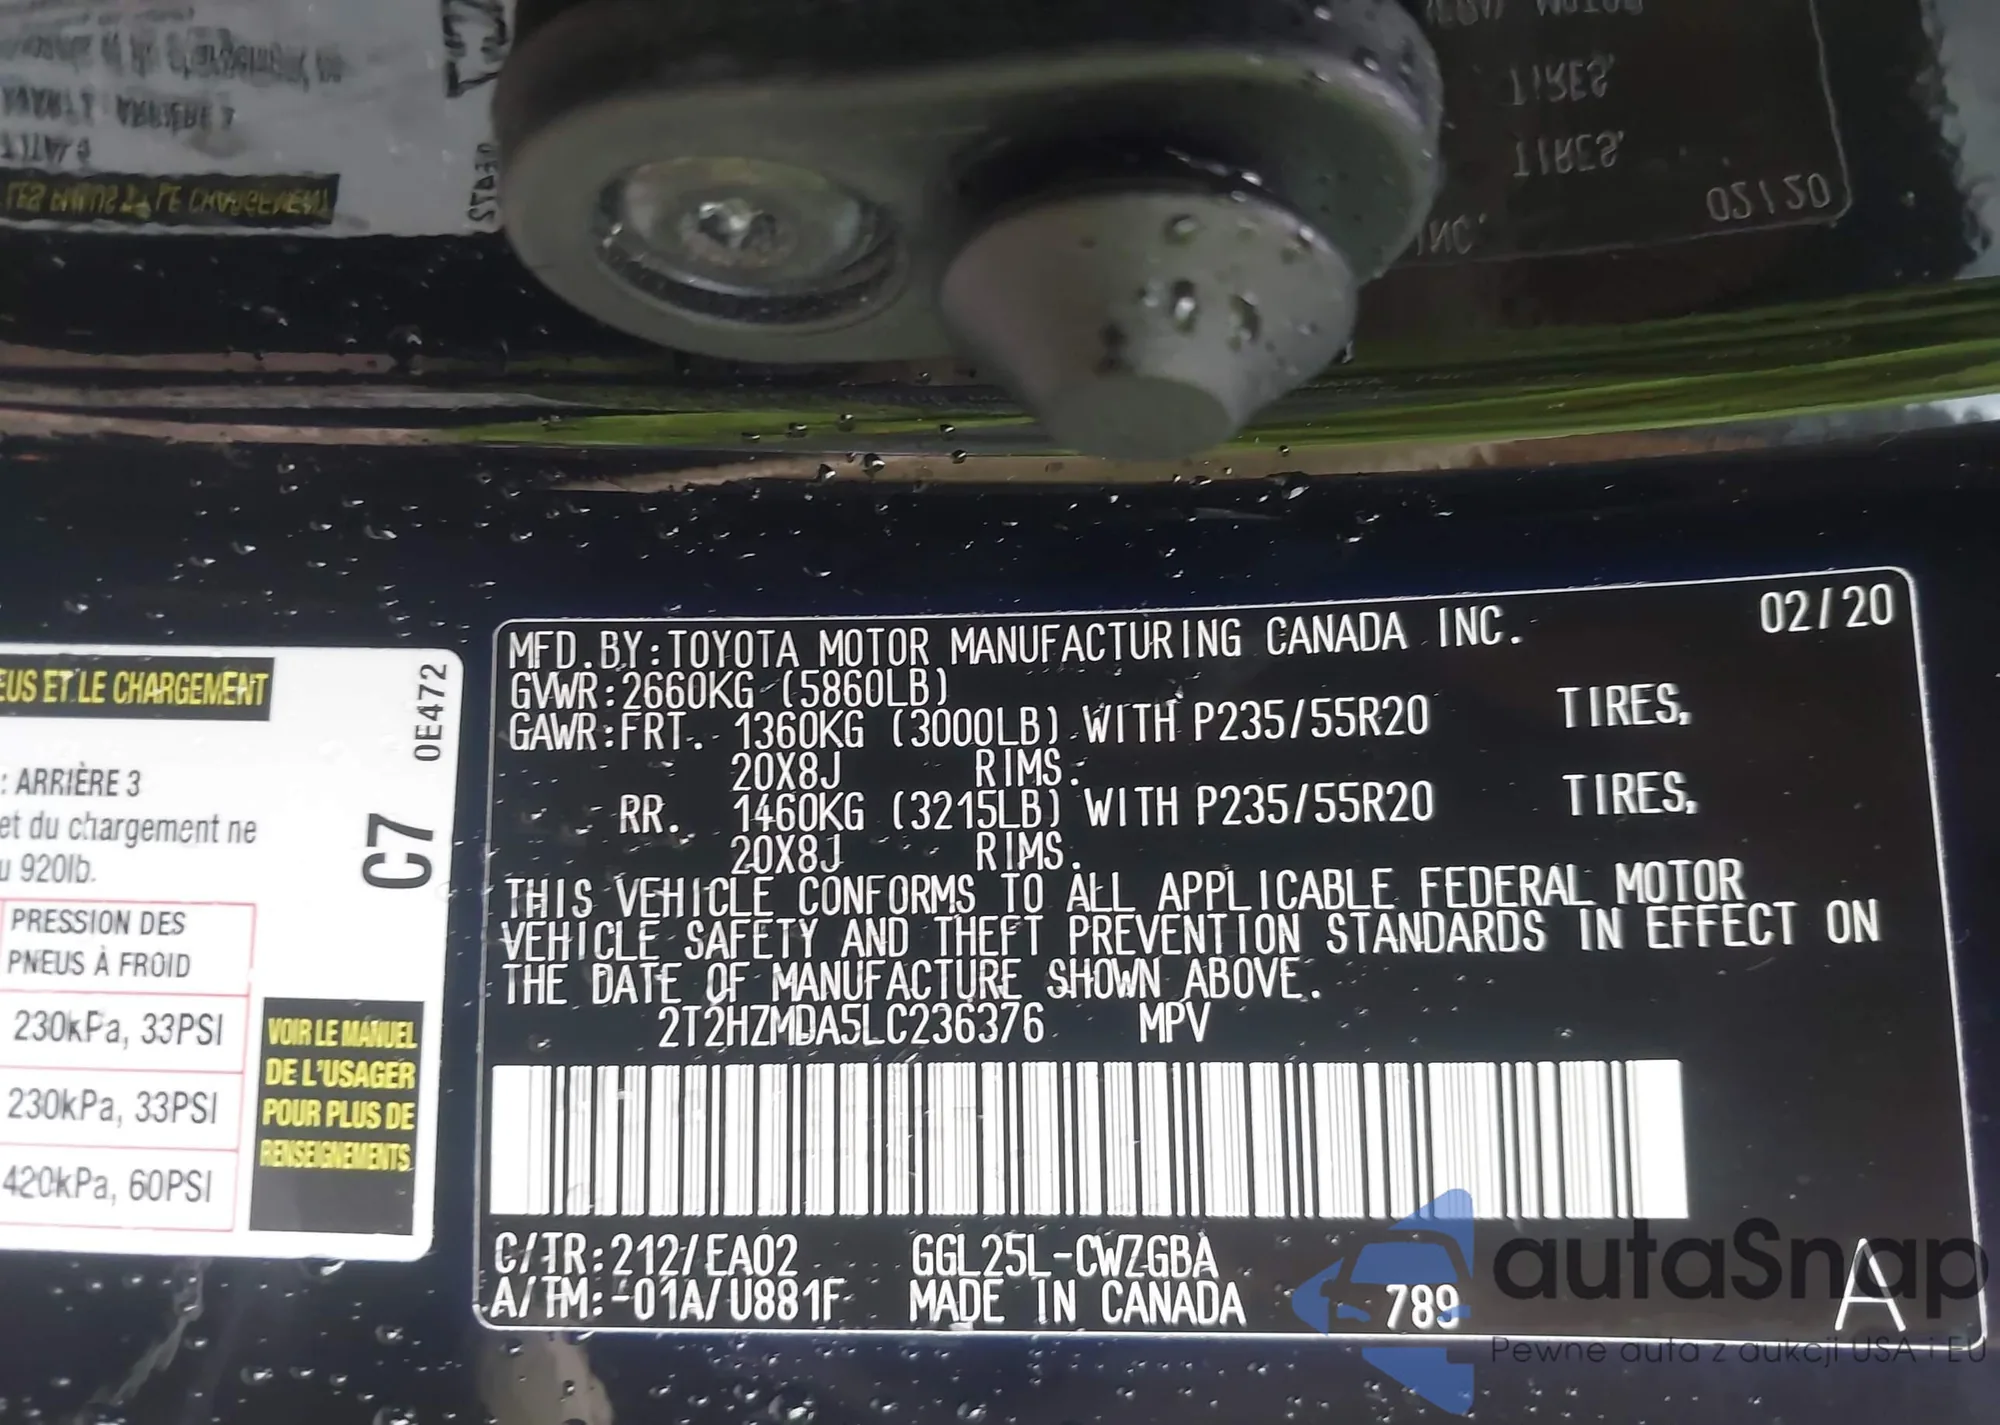 EUS ET LE CHARGEMENT
0E472
: ARRIÈRE 3
et du chargement ne
920lb.
C7
PRESSION DES
PNEUS À FROID
230kPa, 33PSI
230kPa, 33PSI
420kPa, 60PSI
VOIR LE MANUEL
DE L'USAGER
POUR PLUS DE
RENSEIGNEMENTS
MFD.BY:TOYOTA MOTOR MANUFACTURING CANADA INC. 02/20
GVWR:2660KG (5860LB)
GAWR:FRT. 1360KG (3000LB) WITH P235/55R20 TIRES,
20X8J RIMS.
RR. 1460KG (3215LB) WITH P235/55R20 TIRES,
20X8J RIMS.
THIS VEHICLE CONFORMS TO ALL APPLICABLE FEDERAL MOTOR
VEHICLE SAFETY AND THEFT PREVENTION STANDARDS IN EFFECT ON
THE DATE OF MANUFACTURE SHOWN ABOVE.
2T2HZMDA5LC236376 MPV
C/TR:212/EA02 GGL25L-CWZGBA
A/TM:-01A/U881F MADE IN CANADA 789 A
autoSnap
Pewne auta z aukcji USA i EU